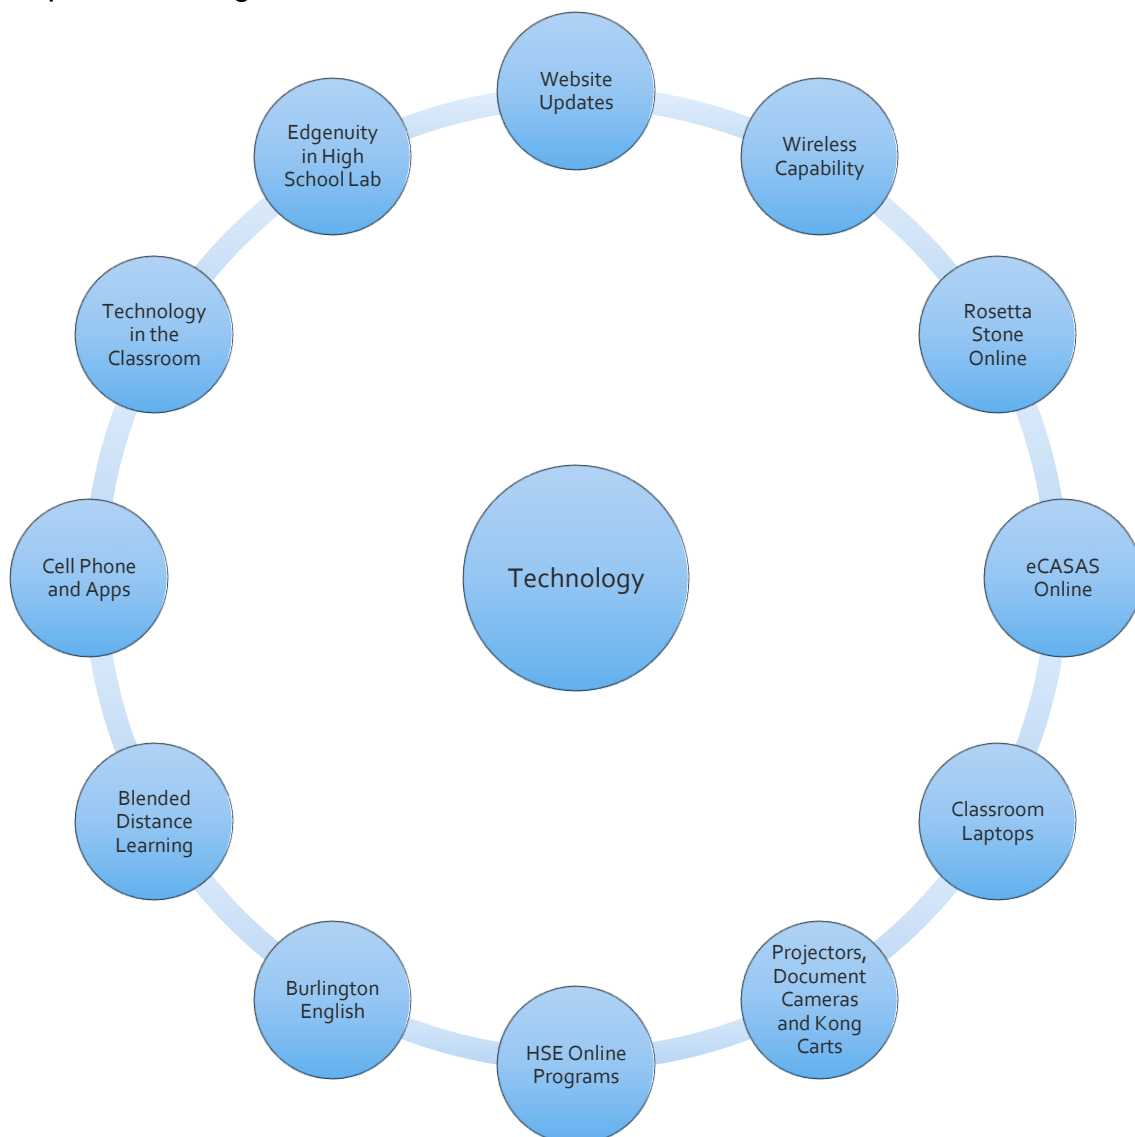 Website
Updates
Wireless
Capability
Rosetta
Stone
Online
eCASAS
Online
Classroom
Laptops
Projectors,
Document
Cameras
and Kong
Carts
HSE Online
Programs
Burlington
English
Blended
Distance
Learning
Cell Phone
and Apps
Technology
in the
Classroom
Edgenuity
in High
School Lab
Technology